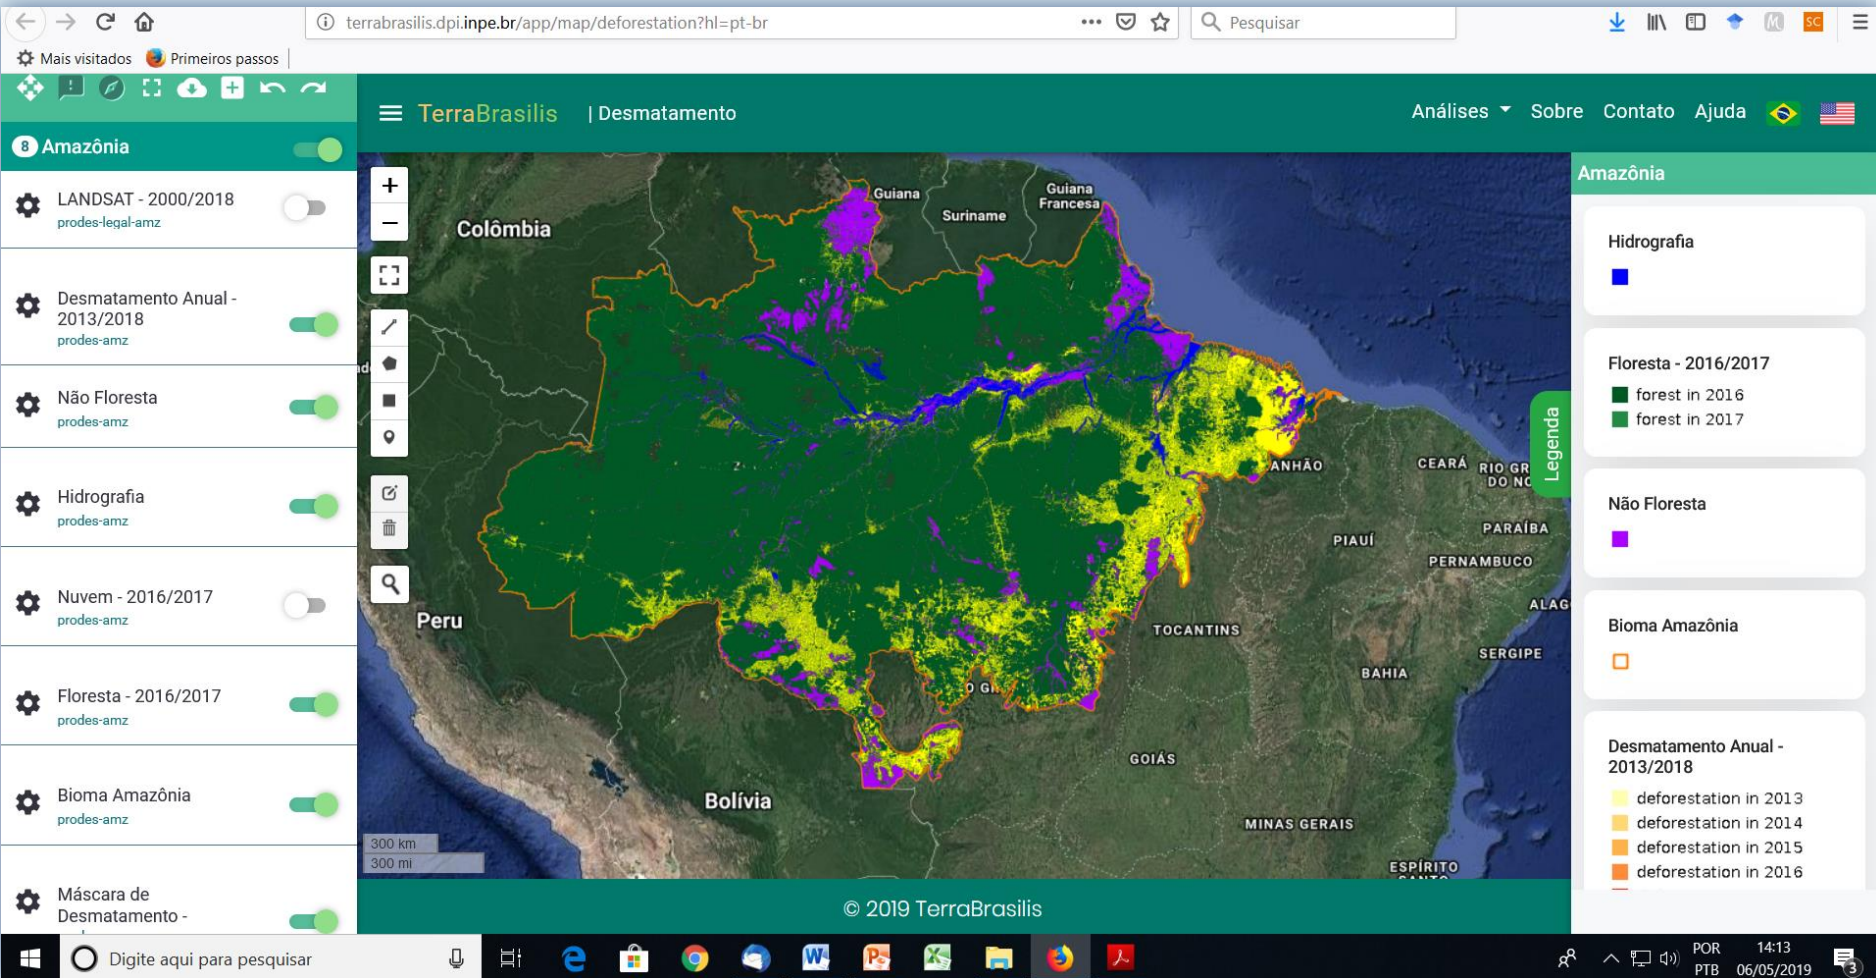 terrabrasilis.dpi.inpe.br/app/map/deforestation?hl=pt-br
Pesquisar
SC
Mais visitados
Primeiros passos
TerraBrasilis | Desmatamento
Análises
Sobre
Contato
Ajuda
8 Amazônia
LANDSAT - 2000/2018
prodes-legal-amz
Desmatamento Anual -
2013/2018
prodes-amz
Não Floresta
prodes-amz
Hidrografia
prodes-amz
Nuvem - 2016/2017
prodes-amz
Floresta - 2016/2017
prodes-amz
Bioma Amazônia
prodes-amz
Máscara de
Desmatamento -
+
−
Guiana
Suriname
Guiana
Francesa
Colômbia
ANHÃO
CEARÁ
RIO GR
DO NO
PARAÍBA
PIAUÍ
PERNAMBUCO
ALAG
Peru
TOCANTINS
SERGIPE
BAHIA
O G
GOIÁS
Bolívia
MINAS GERAIS
ESPÍRITO
SANTO
300 km
300 mi
Legenda
Amazônia
Hidrografia
Floresta - 2016/2017
forest in 2016
forest in 2017
Não Floresta
Bioma Amazônia
Desmatamento Anual -
2013/2018
deforestation in 2013
deforestation in 2014
deforestation in 2015
deforestation in 2016
© 2019 TerraBrasilis
Digite aqui para pesquisar
POR
PTB
14:13
06/05/2019
3